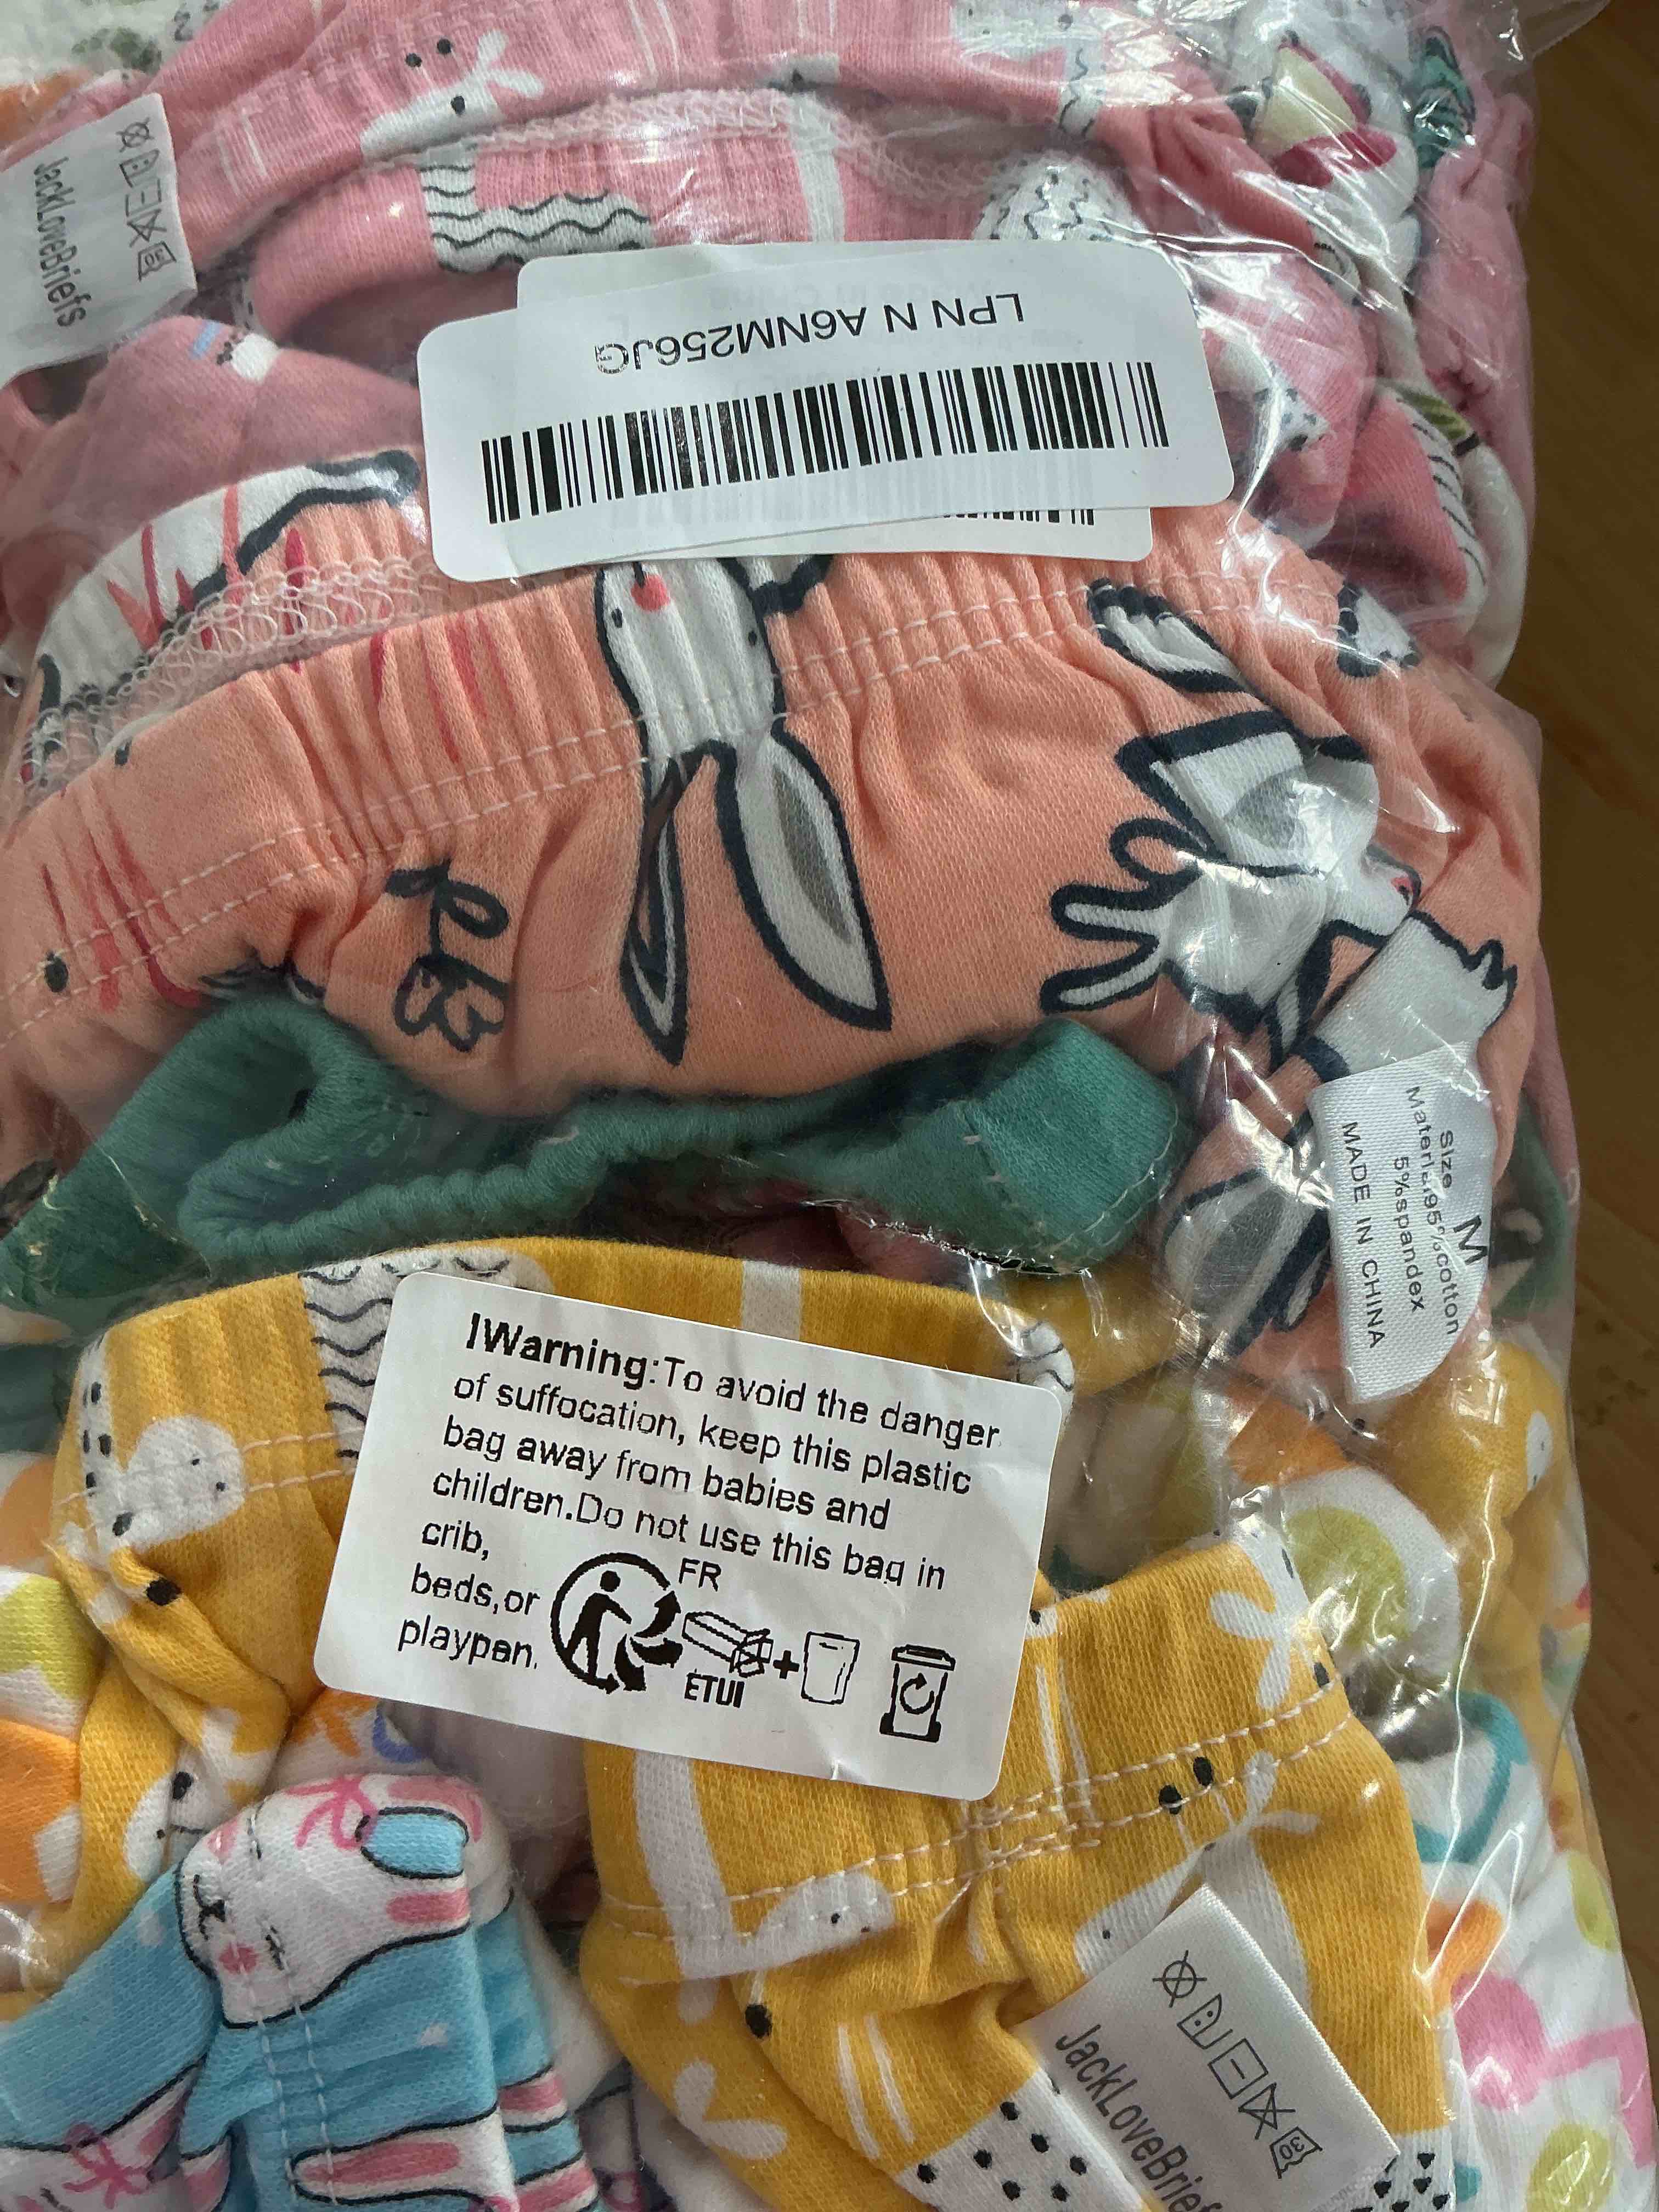 JackLoveBriefs
LPN N A6NM256JG
Size M
Material:95%cotton
5%spandex
MADE IN CHINA
!Warning:To avoid the danger
of suffocation, keep this plastic
bag away from babies and
children.Do not use this bag in
crib,
beds,or
playpen.
FR
ETUI
+
30